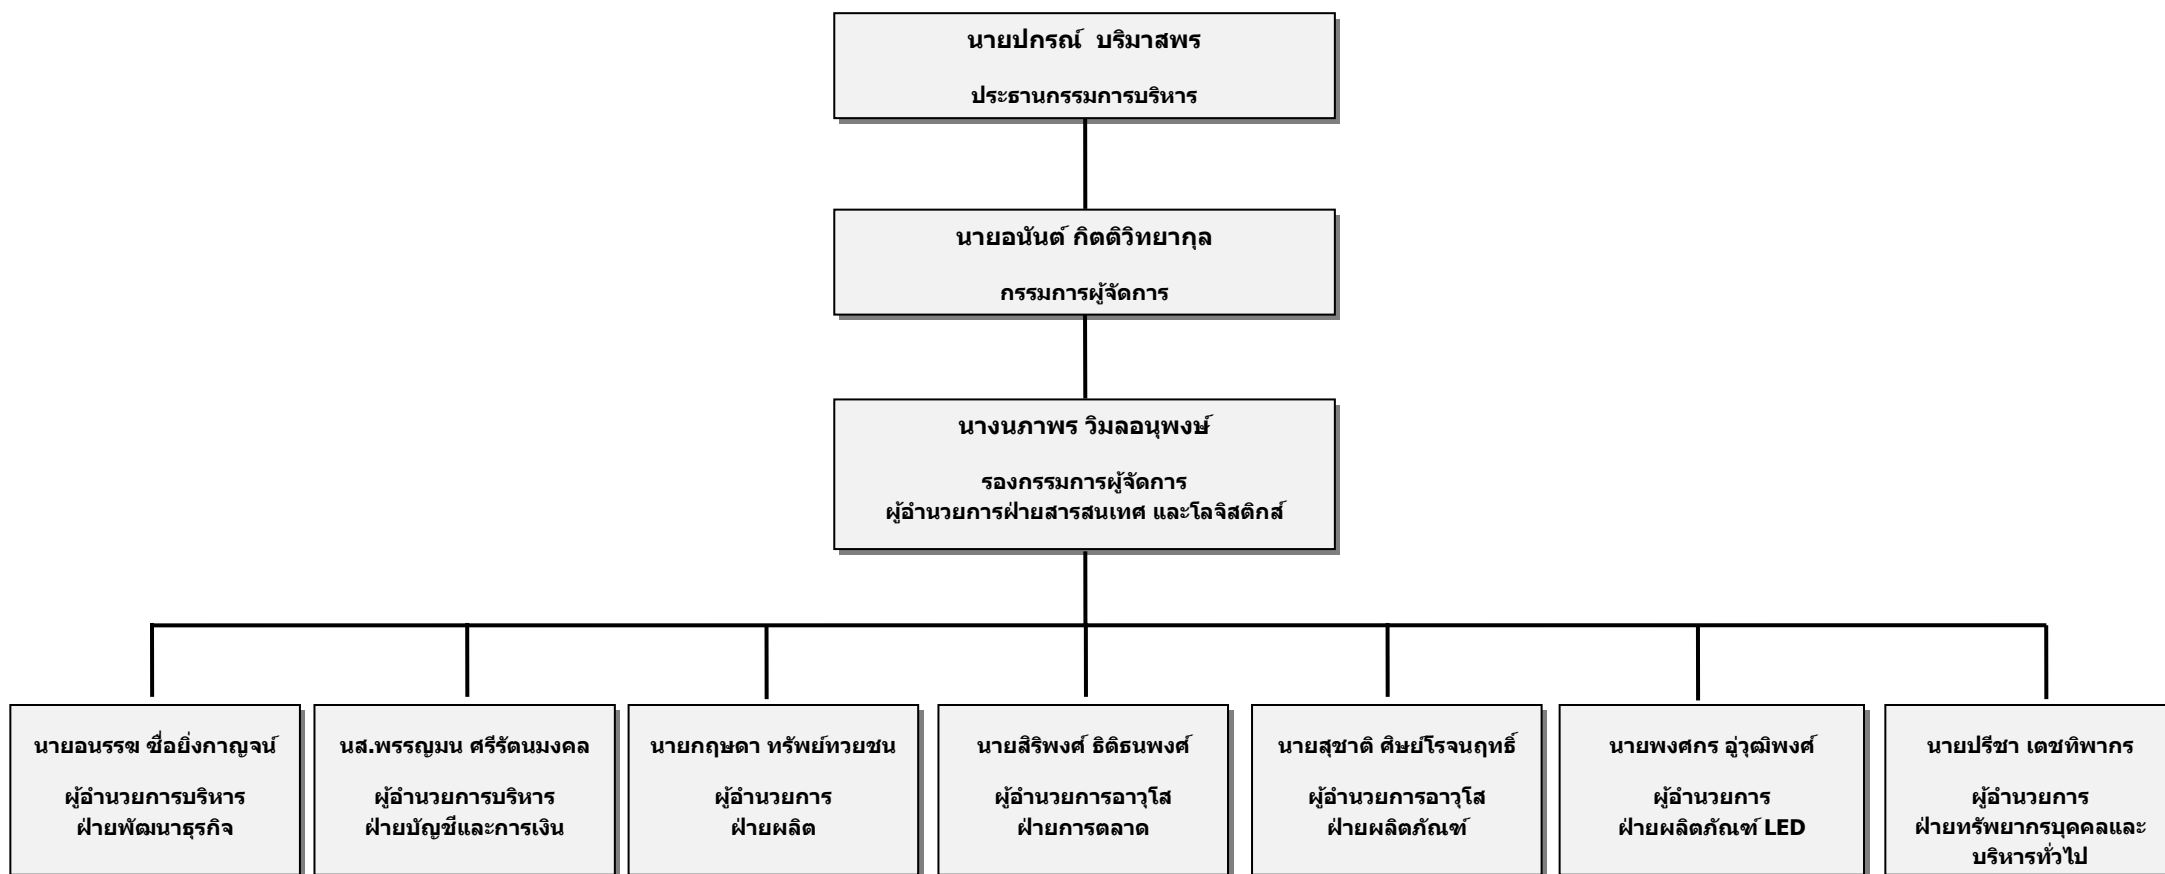 นายปกรณ์ บริมาสพร
ประธานกรรมการบริหาร
นายอนันต์ กิตติวิทยากุล
กรรมการผู้จัดการ
นางนภาพร วิมลอนุพงษ์
รองกรรมการผู้จัดการ
ผู้อำนวยการฝ่ายสารสนเทศ และโลจิสติกส์
นายอนรรฆ ซื่อยิ่งกาญจน์
ผู้อำนวยการบริหาร
ฝ่ายพัฒนาธุรกิจ
นส.พรรญมน ศรีรัตนมงคล
ผู้อำนวยการบริหาร
ฝ่ายบัญชีและการเงิน
นายกฤษดา ทรัพย์ทวยชน
ผู้อำนวยการ
ฝ่ายผลิต
นายสิริพงศ์ ธิติธนพงศ์
ผู้อำนวยการอาวุโส
ฝ่ายการตลาด
นายสุชาติ ศิษย์โรจนฤทธิ์
ผู้อำนวยการอาวุโส
ฝ่ายผลิตภัณฑ์
นายพงศกร อู่วุฒิพงศ์
ผู้อำนวยการ
ฝ่ายผลิตภัณฑ์ LED
นายปรีชา เตชทิพากร
ผู้อำนวยการ
ฝ่ายทรัพยากรบุคคลและ
บริหารทั่วไป